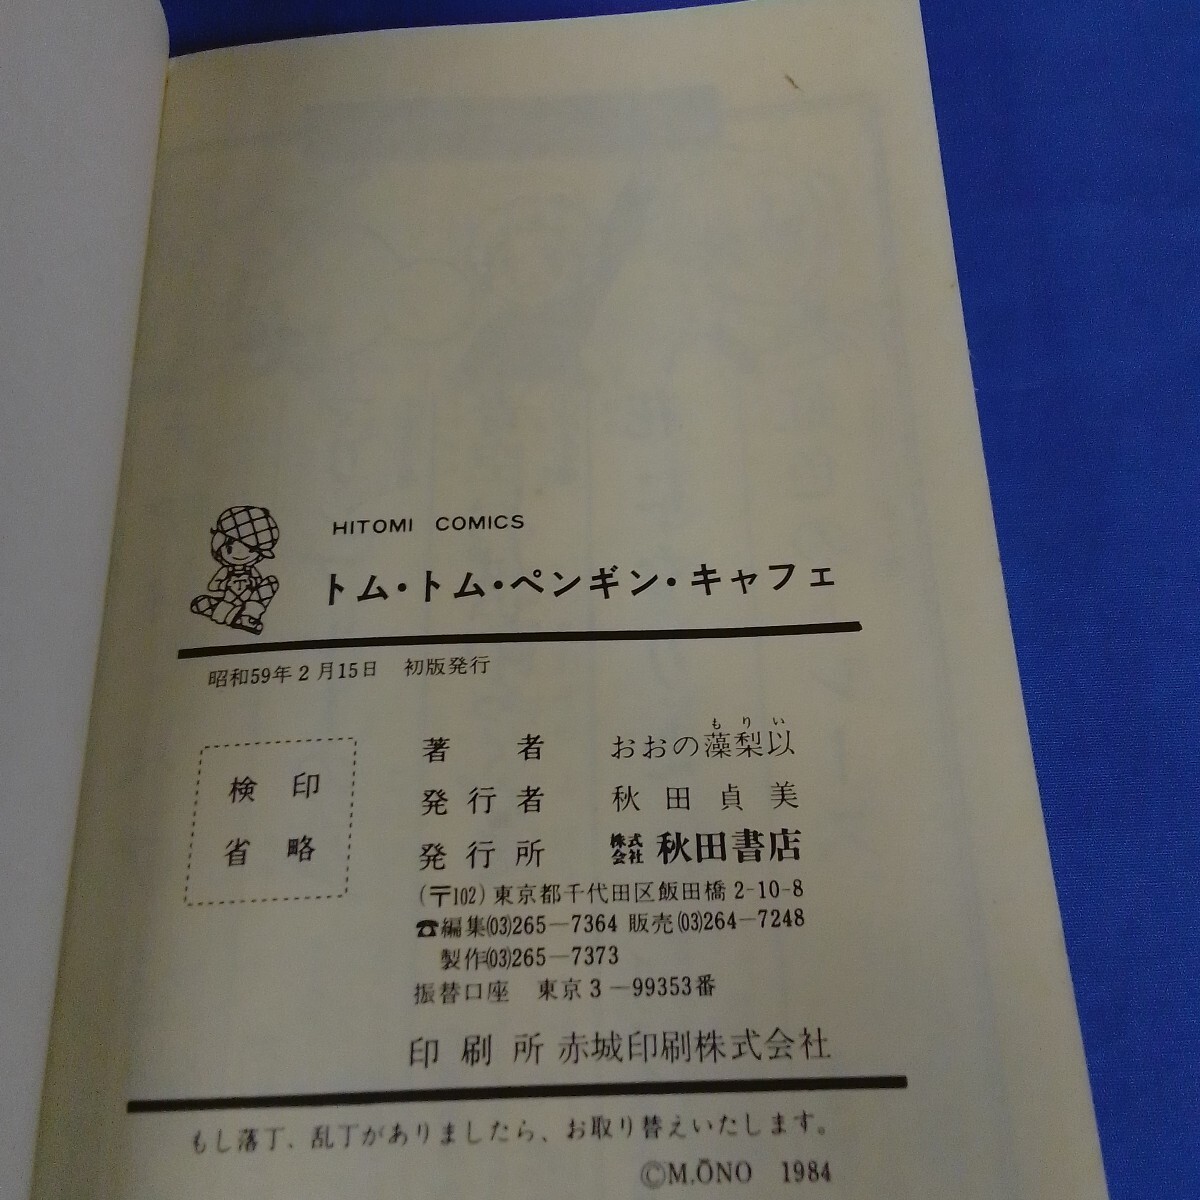 HITOMI COMICS
トム・トム・ペンギン・キャフェ
昭和59年2月15日 初版発行
検印
省略
著者 おおの藻梨以
もりい
発行者 秋田貞美
発行所 株式会社 秋田書店
(〒102) 東京都千代田区飯田橋2-10-8
☎編集(03)265-7364 販売(03)264-7248
製作(03)265-7373
振替口座 東京3-99353番
印刷所 赤城印刷株式会社
もし落丁、乱丁がありましたら、お取り替えいたします。
©M.ŌNO 1984